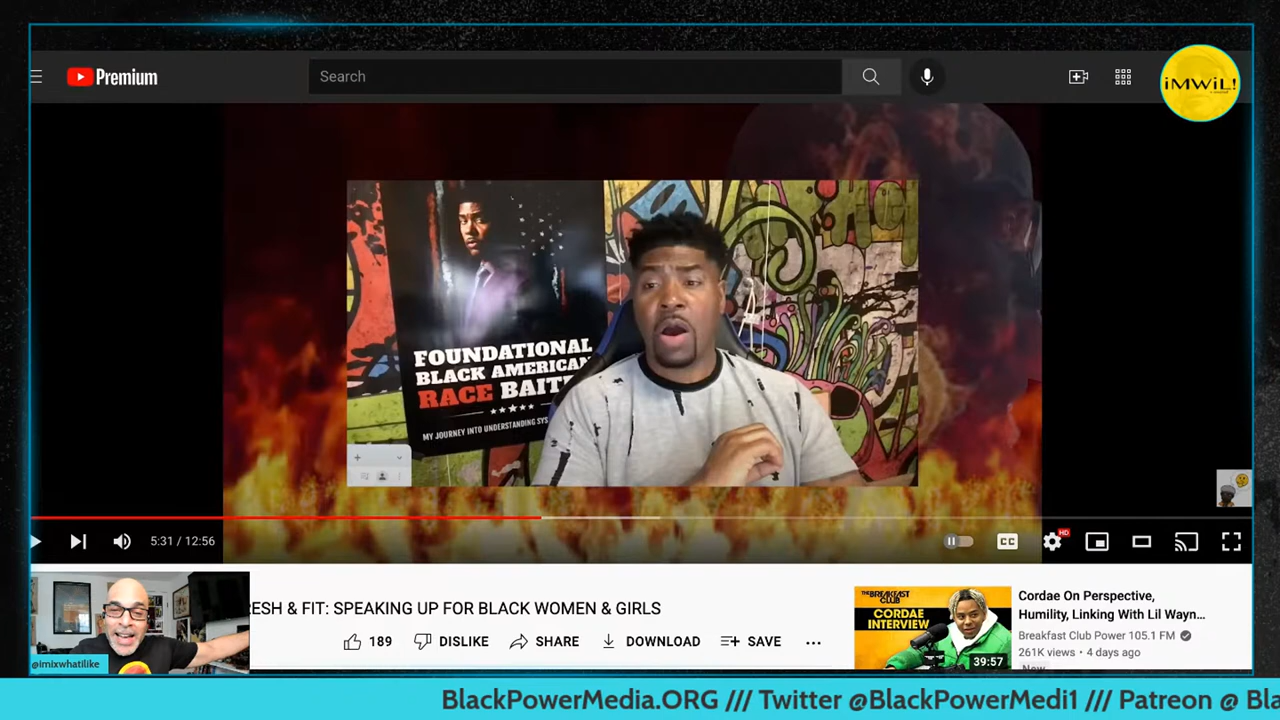 Premium
Search
iMWiL!
FOUNDATIONAL
BLACK AMERICAN
RACE BAIT
MY JOURNEY INTO UNDERSTANDING SYS
5:31 / 12:56
CC
HD
ESH & FIT: SPEAKING UP FOR BLACK WOMEN & GIRLS
189
DISLIKE
SHARE
DOWNLOAD
SAVE
@imixwhatilike
THE BREAKFAST CLUB
CORDAE
INTERVIEW
39:57
Cordae On Perspective,
Humility, Linking With Lil Wayn...
Breakfast Club Power 105.1 FM
261K views • 4 days ago
New
BlackPowerMedia.ORG /// Twitter @BlackPowerMedi1 /// Patreon @ Bla